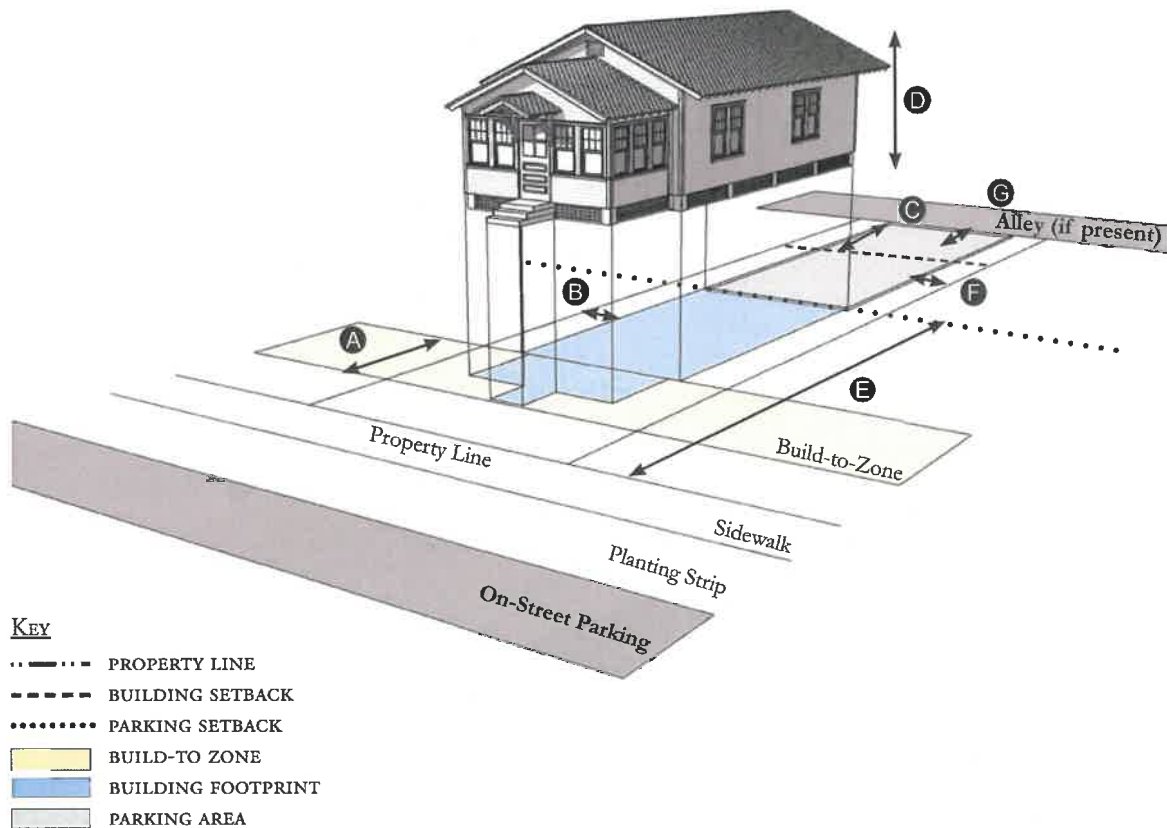 D
G
C
Alley (if present)
B
F
A
E
Property Line
Build-to-Zone
Sidewalk
Planting Strip
On-Street Parking
KEY
PROPERTY LINE
BUILDING SETBACK
PARKING SETBACK
BUILD-TO ZONE
BUILDING FOOTPRINT
PARKING AREA